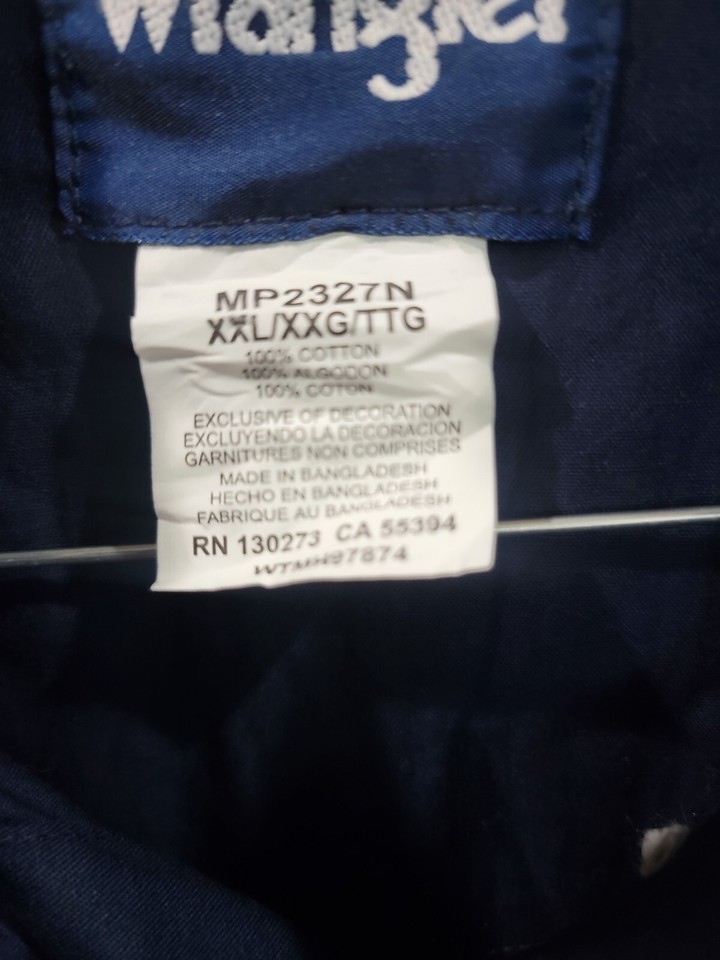 Wrangler
MP2327N
XXL/XXG/TTG
100% COTTON
100% ALGODON
100% COTON
EXCLUSIVE OF DECORATION
EXCLUYENDO LA DECORACION
GARNITURES NON COMPRISES
MADE IN BANGLADESH
HECHO EN BANGLADESH
FABRIQUE AU BANGLADESH
RN 130273 CA 55394
WTMH97874